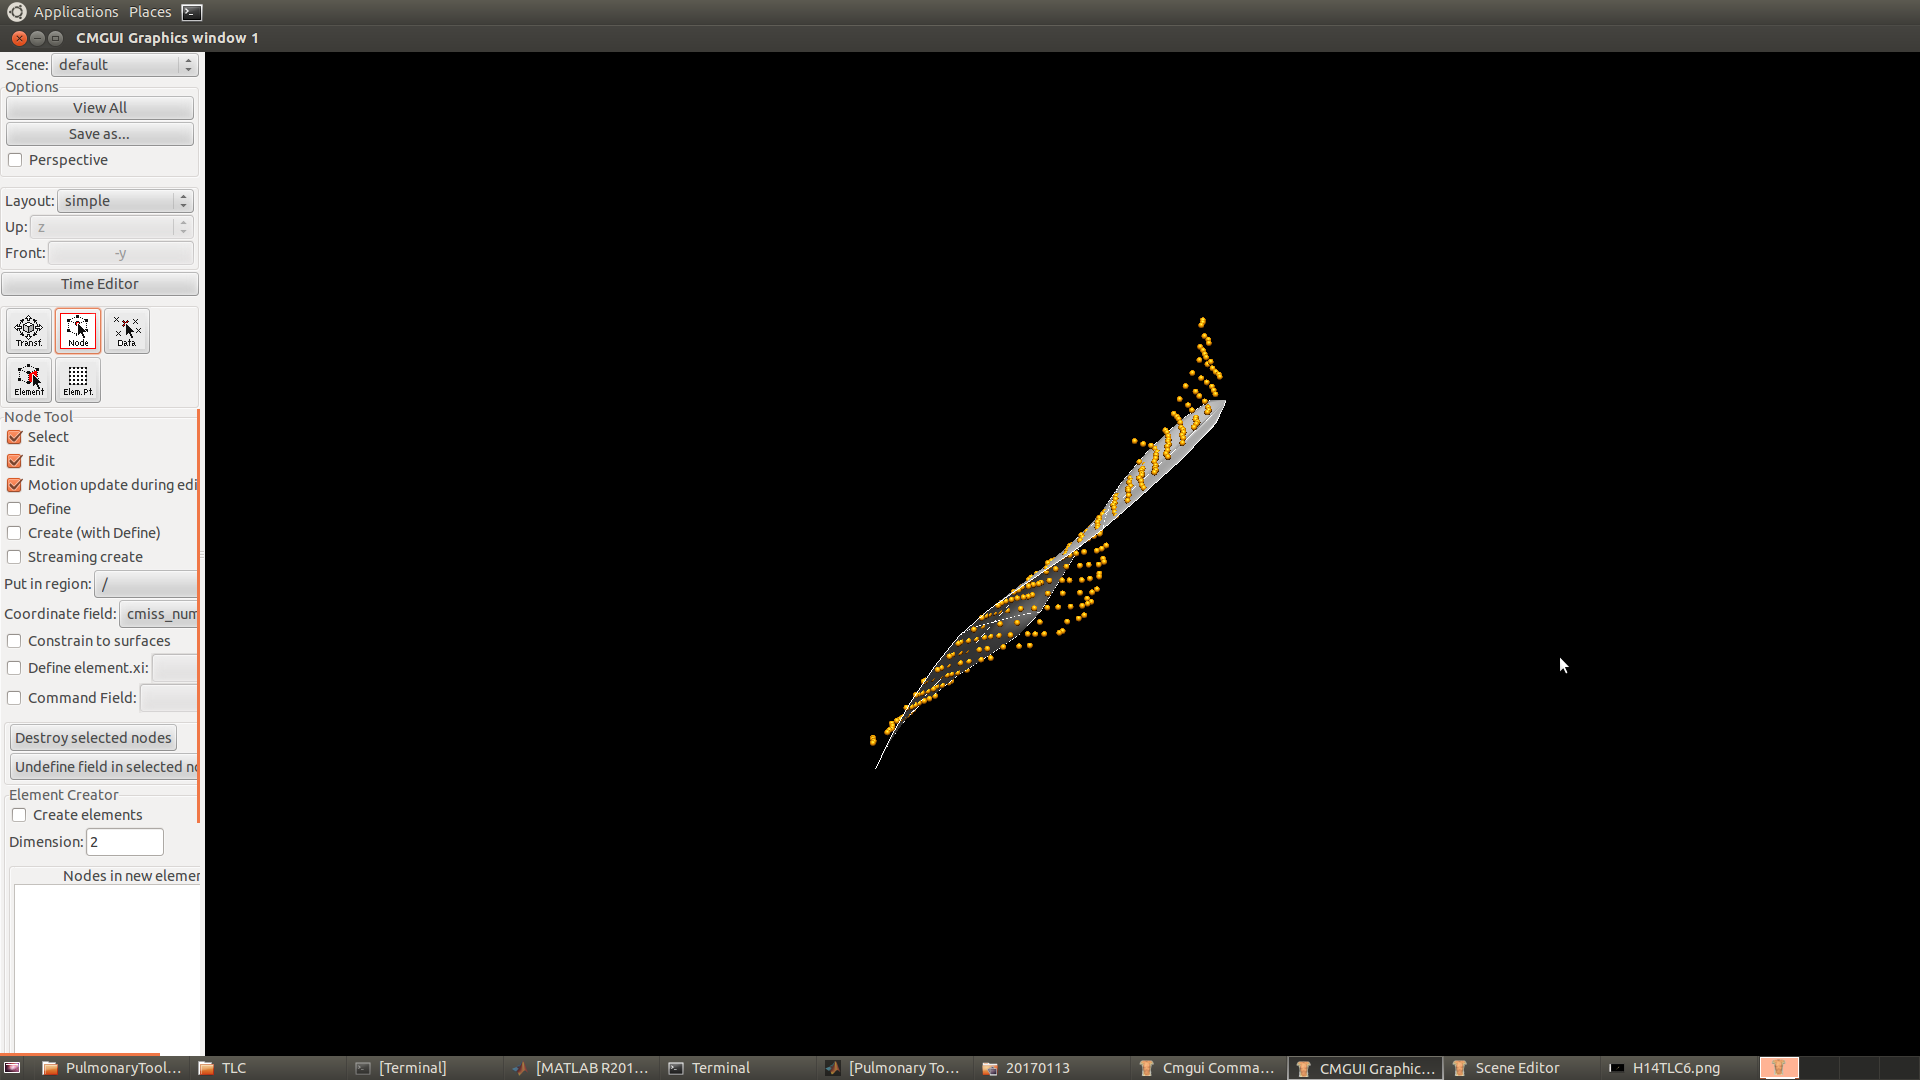 Applications Places
CMGUI Graphics window 1
Scene: default
Options
View All
Save as...
Perspective
Layout: simple
Up: z
Front: -y
Time Editor
Transf. Node Data
Element Elem.Pt.
Node Tool
Select
Edit
Motion update during edi
Define
Create (with Define)
Streaming create
Put in region: /
Coordinate field: cmiss_num
Constrain to surfaces
Define element.xi:
Command Field:
Destroy selected nodes
Undefine field in selected no
Element Creator
Create elements
Dimension: 2
Nodes in new elemer
PulmonaryTool... TLC [Terminal] [MATLAB R201... Terminal [Pulmonary To... 20170113 Cmgui Comma... CMGUI Graphic... Scene Editor H14TLC6.png